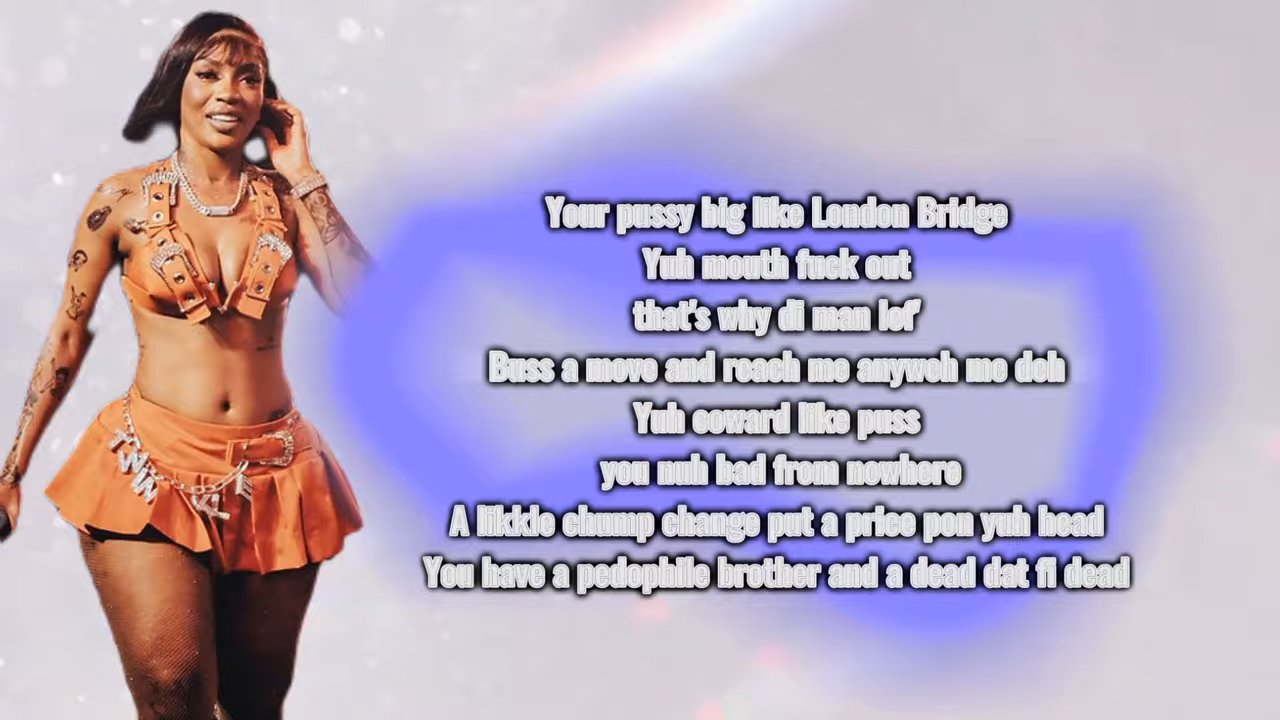 Your pussy big like London Bridge
Yuh mouth fuck out
that's why di man lof'
Buss a move and reach me anyweh me deh
Yuh coward like puss
you nuh bad from nowhere
A likkle chump change put a price pon yuh head
You have a pedophile brother and a dead dat fi dead